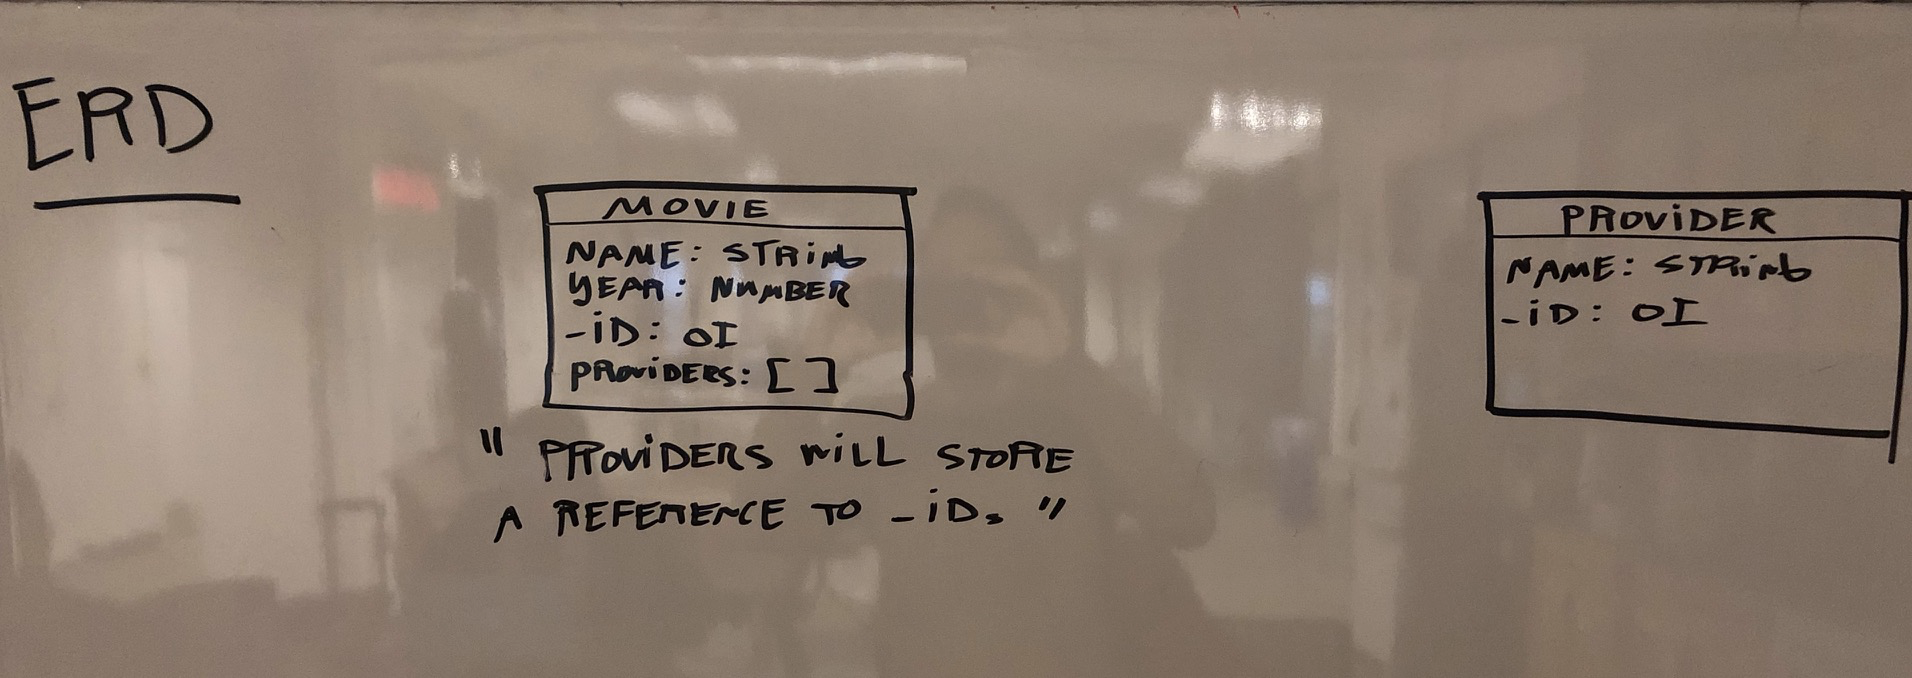 ERD
MOVIE
NAME: STRING
YEAR: NUMBER
_iD: OI
PROViDERS: [ ]
" PROViDERS WiLL STORE
A REFERENCE TO _iDs "
PROViDER
NAME: STRiNG
_iD: OI